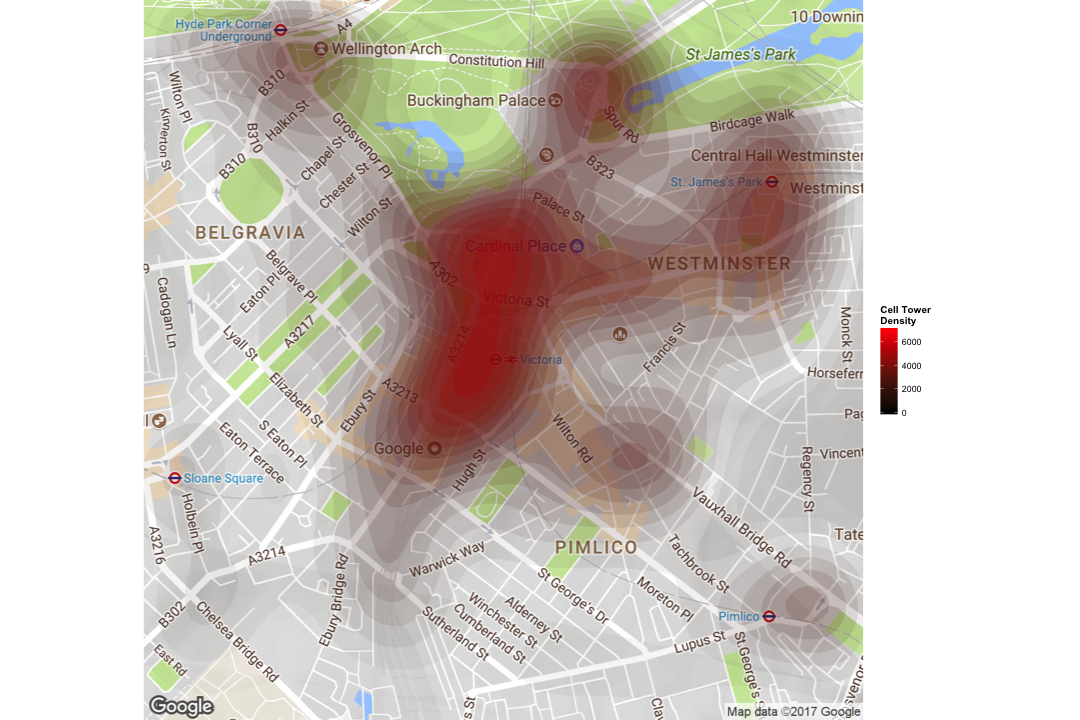 Hyde Park Corner
Underground
A4
10 Downin
Wellington Arch
Constitution Hill
St James's Park
Wilton Pl
B310
Buckingham Palace
Halkin St
Spur Rd
Kinnerton St
B310
Grosvenor Pl
Birdcage Walk
Chapel St
Central Hall Westminster
B310
B323
St. James's Park
Westminst
Chester St
Wilton St
Palace St
BELGRAVIA
Cardinal Place
WESTMINSTER
9
Belgrave Pl
A302
Cadogan Ln
Eaton Pl
Victoria St
Cell Tower
Density
6000
4000
2000
0
A3217
Lyall St
A3214
Francis St
Monck St
Victoria
Horsefer
A3213
Elizabeth St
Ebury St
Pag
l
Wilton Rd
S Eaton Pl
Eaton Terrace
Google
Vincent
Hugh St
Regency St
Sloane Square
Holbein Pl
Vauxhall Bridge Rd
A3216
Tate
A3214
Warwick Way
PIMLICO
Tachbrook St
Ebury Bridge Rd
St George's Dr
Moreton Pl
B302
Chelsea Bridge Rd
Winchester St
Alderney St
Cumberland St
Sutherland St
Pimlico
Lupus St
St George's
East Rd
svenor
s St
Clav
Google
Map data ©2017 Google